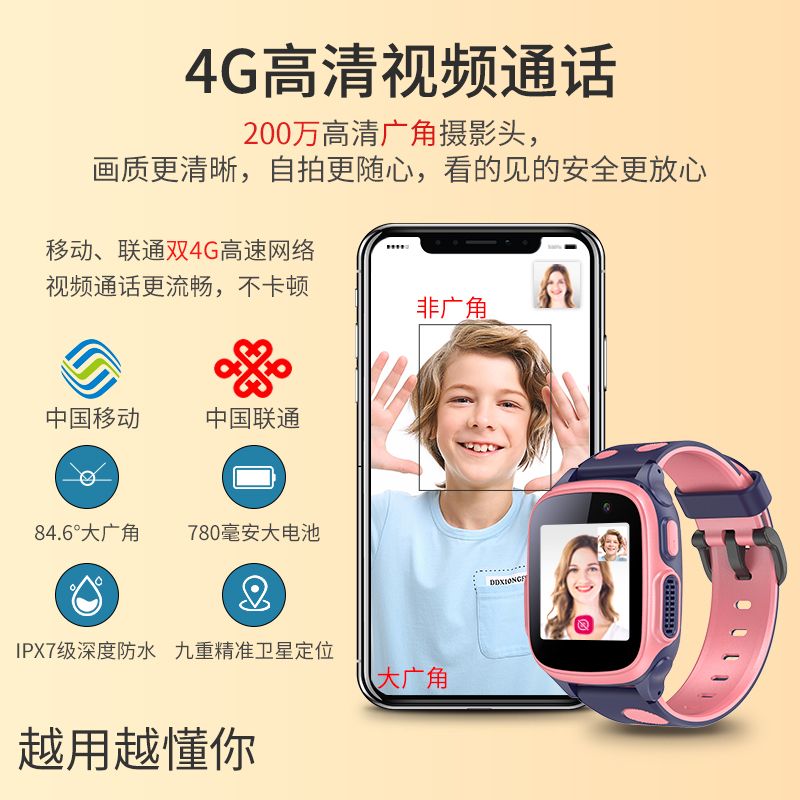 4G高清视频通话
200万高清广角摄影头，
画质更清晰，自拍更随心，看的见的安全更放心
移动、联通双4G高速网络
视频通话更流畅，不卡顿
中国移动
中国联通
84.6°大广角
780毫安大电池
IPX7级深度防水
九重精准卫星定位
非广角
DDXIONGF
大广角
越用越懂你